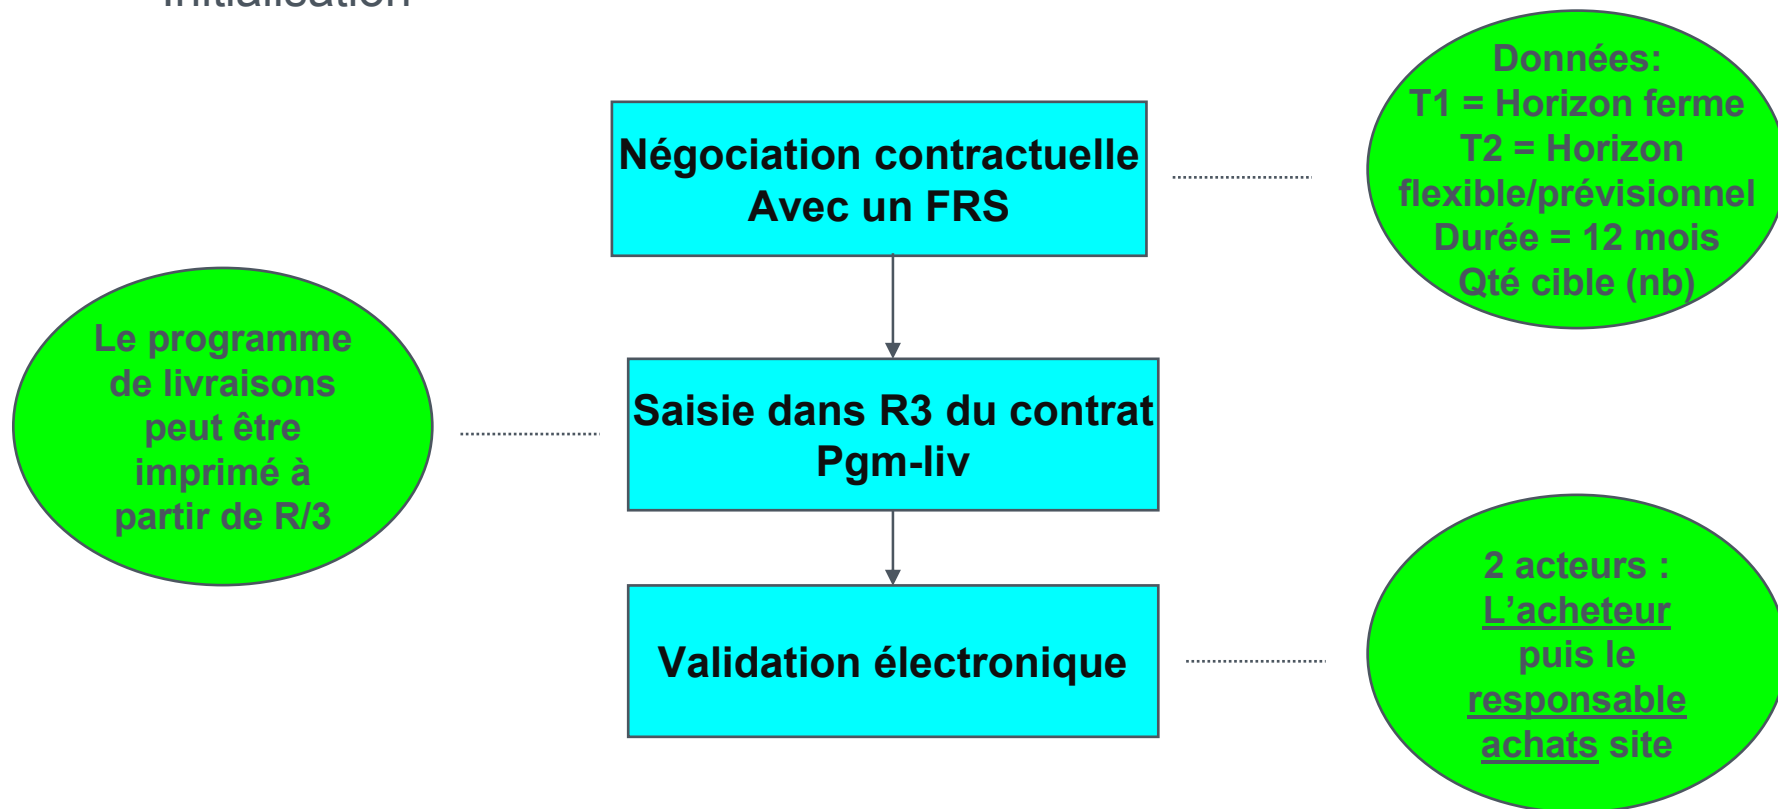 Initialisation
Données:
T1 = Horizon ferme
T2 = Horizon
flexible/prévisionnel
Durée = 12 mois
Qté cible (nb)
Négociation contractuelle
Avec un FRS
Le programme
de livraisons
peut être
imprimé à
partir de R/3
Saisie dans R3 du contrat
Pgm-liv
2 acteurs :
L’acheteur
puis le
responsable
achats site
Validation électronique